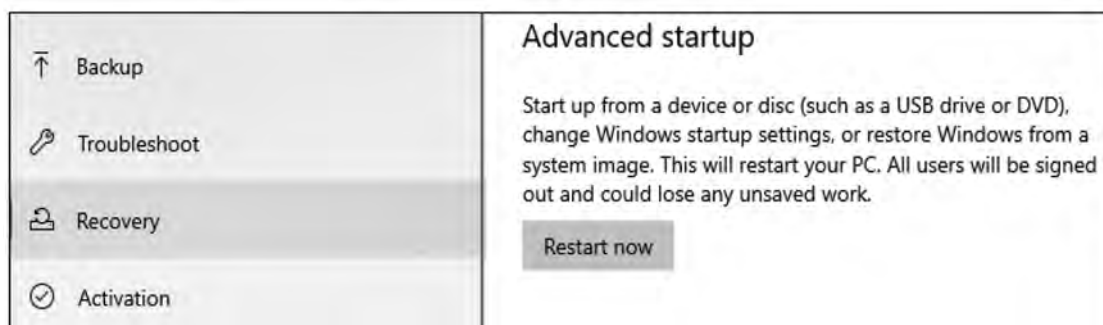 Backup
Troubleshoot
Recovery
Activation
Advanced startup
Start up from a device or disc (such as a USB drive or DVD),
change Windows startup settings, or restore Windows from a
system image. This will restart your PC. All users will be signed
out and could lose any unsaved work.
Restart now